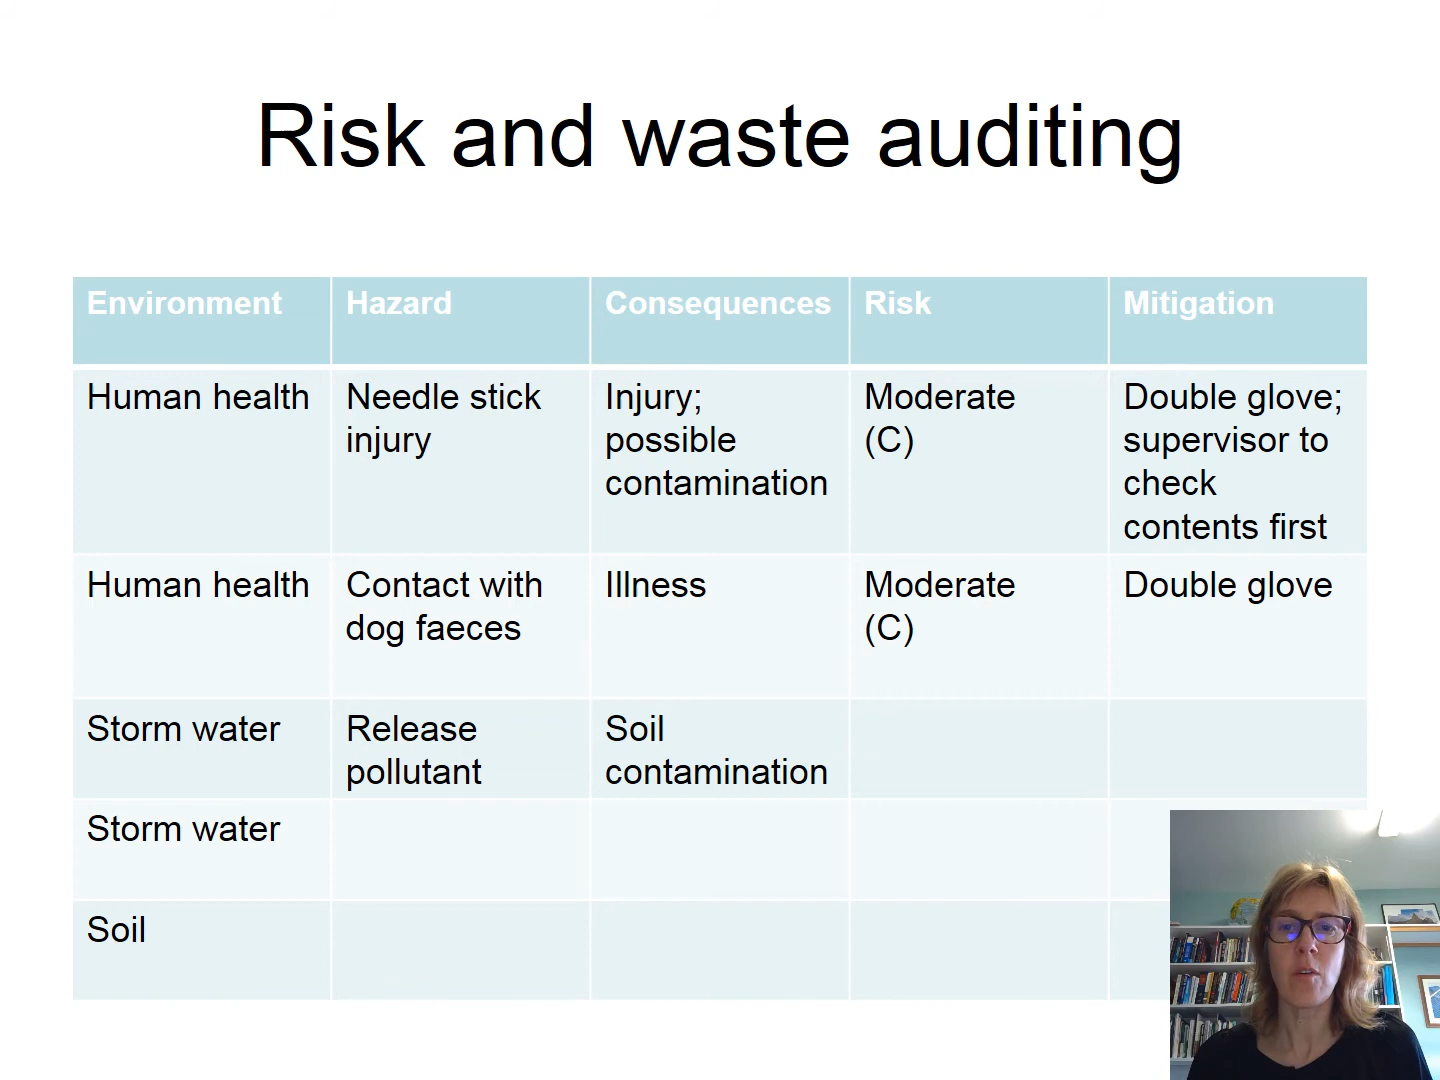 Risk and waste auditing
Environment Hazard Consequences Risk Mitigation
Human health
Needle stick
injury
Injury;
possible
contamination
Moderate
(C)
Double glove;
supervisor to
check
contents first
Human health
Contact with
dog faeces
Illness
Moderate
(C)
Double glove
Storm water
Release
pollutant
Soil
contamination
Storm water
Soil